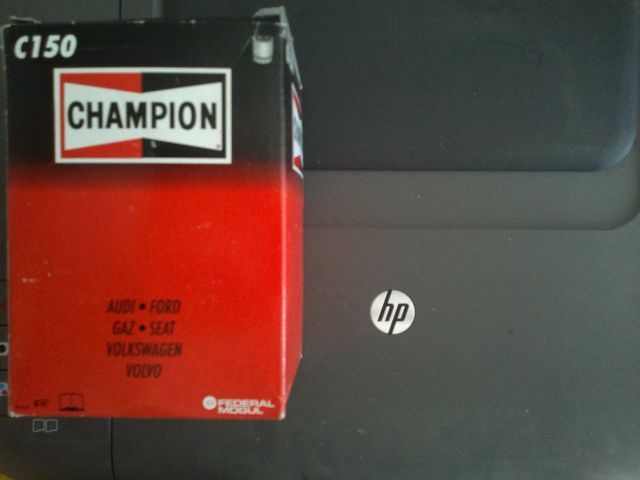 C150
CHAMPION
AUDI • FORD
GAZ • SEAT
VOLKSWAGEN
VOLVO
FEDERAL
MOGUL
hp